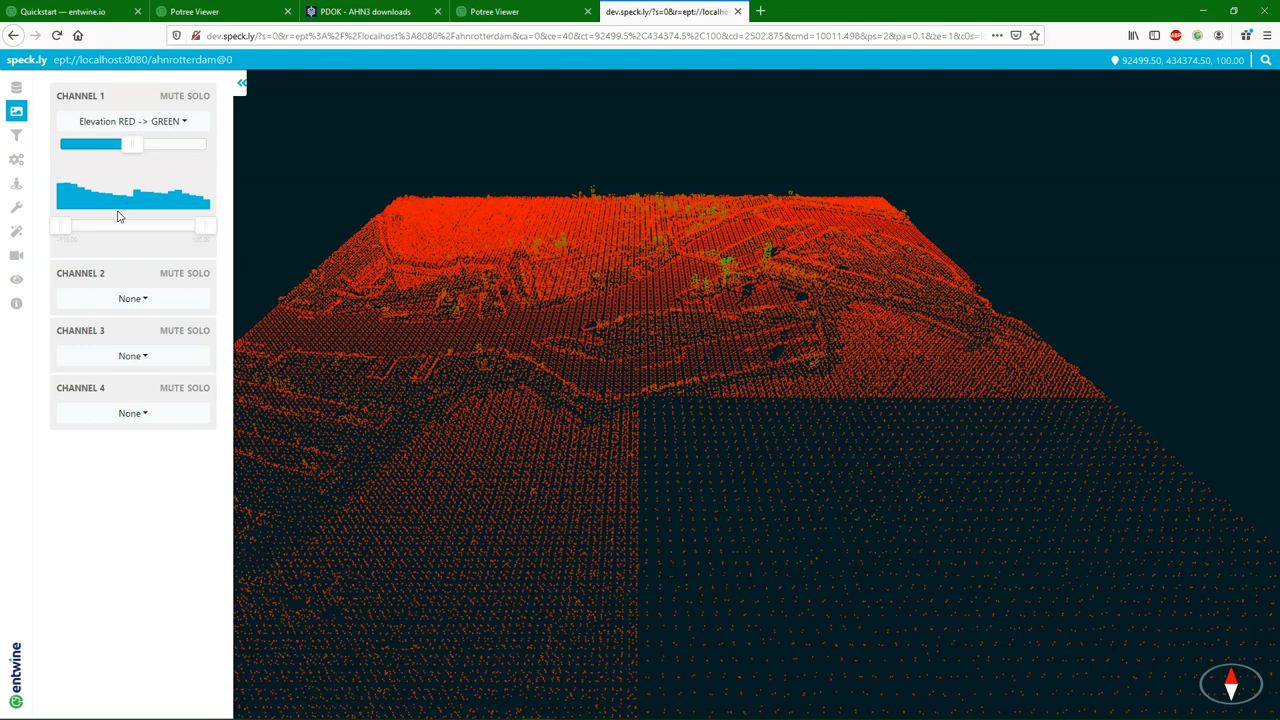 Quickstart — entwine.io
Potree Viewer
PDOK - AHN3 downloads
Potree Viewer
dev.speck.ly/?s=0&r=ept://localho
dev.speck.ly/?s=0&r=ept%3A%2F%2Flocalhost%3A8080%2Fahnrotterdam&ca=0&ce=40&ct=92499.5%2C434374.5%2C100&cd=2502.875&cmd=10011.498&ps=2&pa=0.1&ze=1&c0s=
speck.ly
ept://localhost:8080/ahnrotterdam@0
92499.50, 434374.50, 100.00
CHANNEL 1
MUTE SOLO
Elevation RED -> GREEN
100.00
CHANNEL 2
MUTE SOLO
None
CHANNEL 3
MUTE SOLO
None
CHANNEL 4
MUTE SOLO
None
entwine